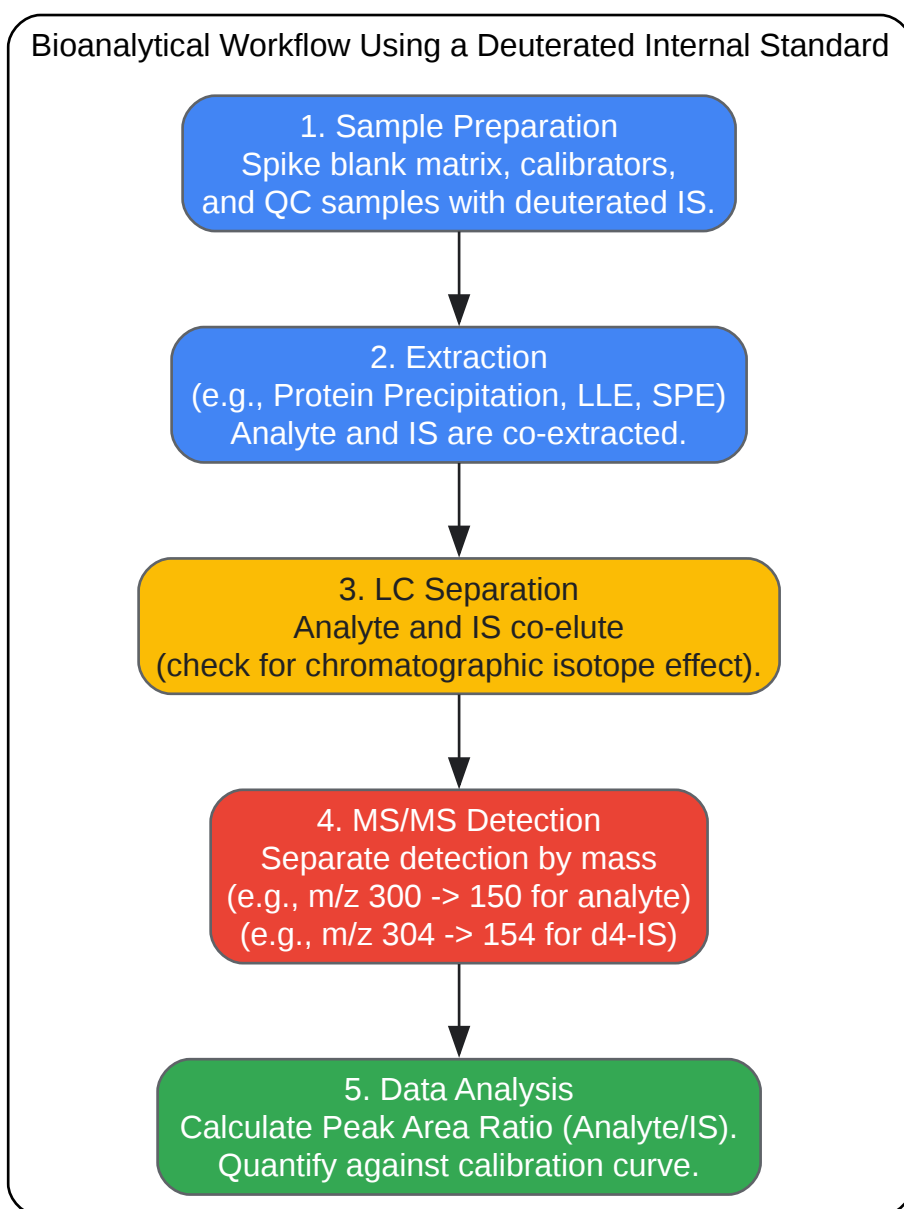 Bioanalytical Workflow Using a Deuterated Internal Standard
1. Sample Preparation
Spike blank matrix, calibrators,
and QC samples with deuterated IS.
2. Extraction
(e.g., Protein Precipitation, LLE, SPE)
Analyte and IS are co-extracted.
3. LC Separation
Analyte and IS co-elute
(check for chromatographic isotope effect).
4. MS/MS Detection
Separate detection by mass
(e.g., m/z 300 -> 150 for analyte)
(e.g., m/z 304 -> 154 for d4-IS)
5. Data Analysis
Calculate Peak Area Ratio (Analyte/IS).
Quantify against calibration curve.